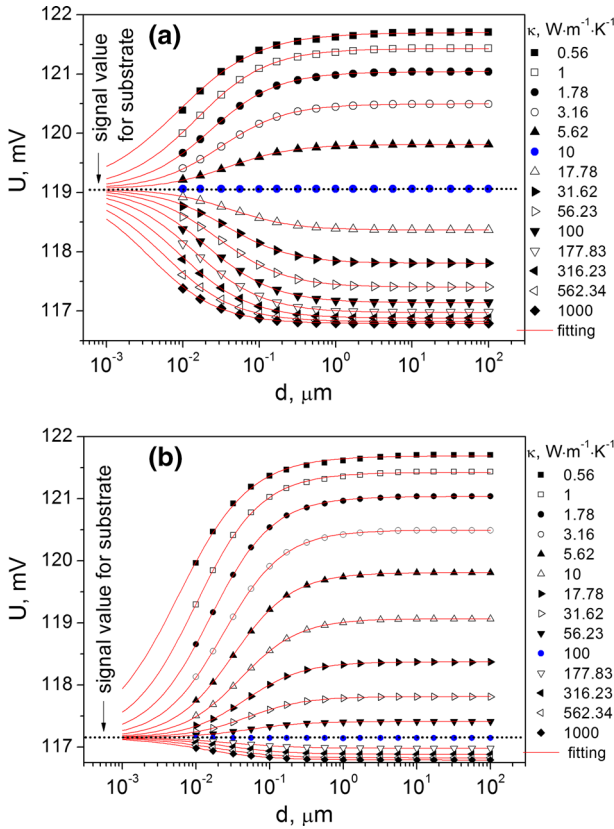 (a)
122
121
120
119
118
117
U, mV
signal value
for substrate
10⁻³ 10⁻² 10⁻¹ 10⁰ 10¹ 10²
d, μm
κ, W·m⁻¹·K⁻¹
0.56
1
1.78
3.16
5.62
10
17.78
31.62
56.23
100
177.83
316.23
562.34
1000
fitting
(b)
122
121
120
119
118
117
U, mV
signal value for substrate
10⁻³ 10⁻² 10⁻¹ 10⁰ 10¹ 10²
d, μm
κ, W·m⁻¹·K⁻¹
0.56
1
1.78
3.16
5.62
10
17.78
31.62
56.23
100
177.83
316.23
562.34
1000
fitting